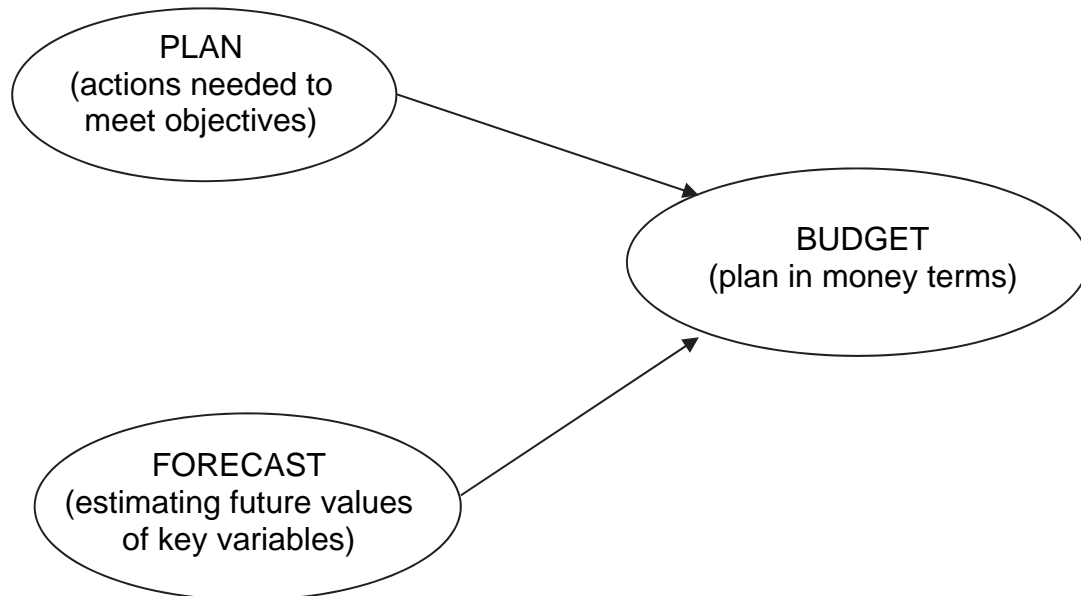 PLAN
(actions needed to
meet objectives)
BUDGET
(plan in money terms)
FORECAST
(estimating future values
of key variables)